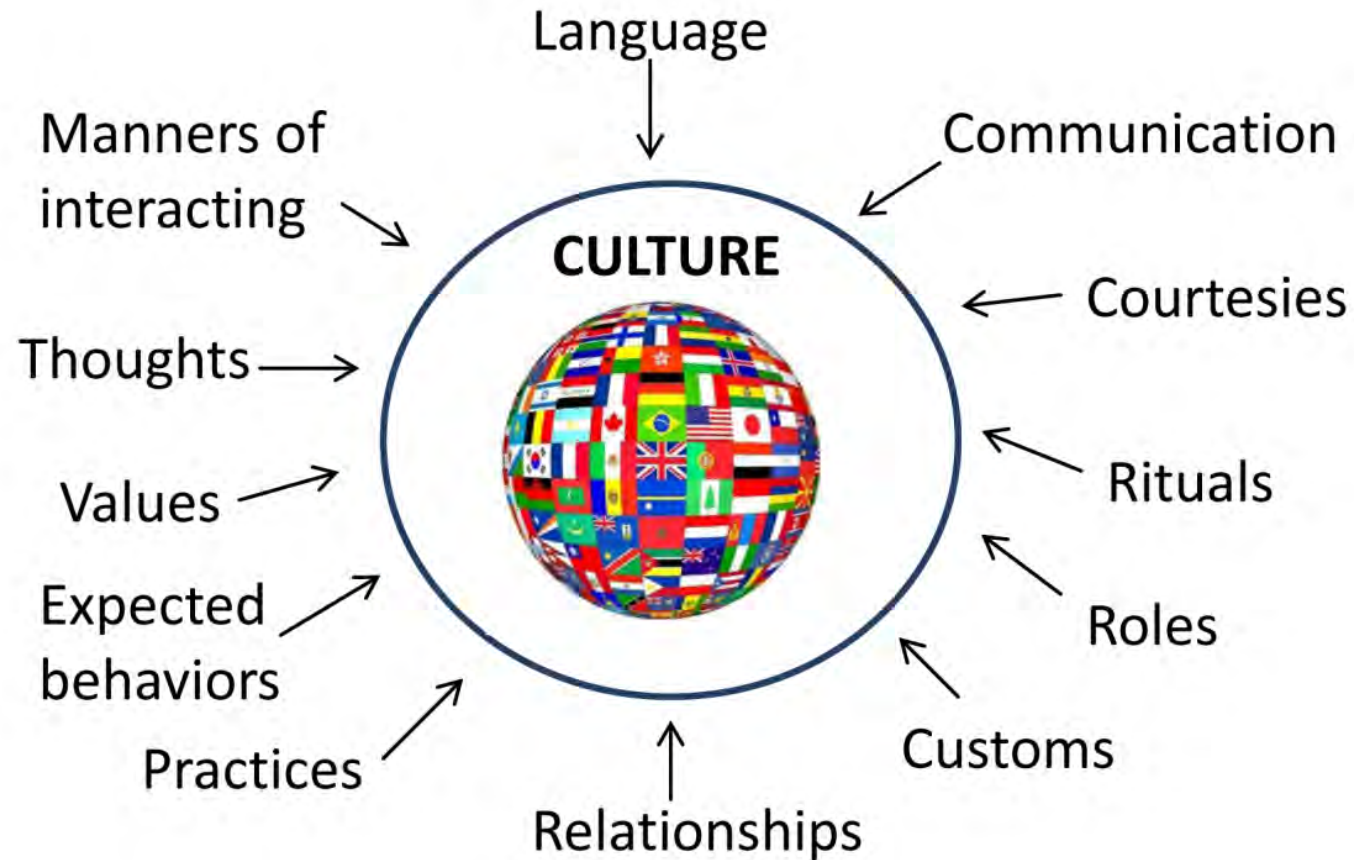 Language
Manners of
interacting
Communication
CULTURE
Courtesies
Thoughts
Values
Rituals
Expected
behaviors
Roles
Practices
Customs
Relationships